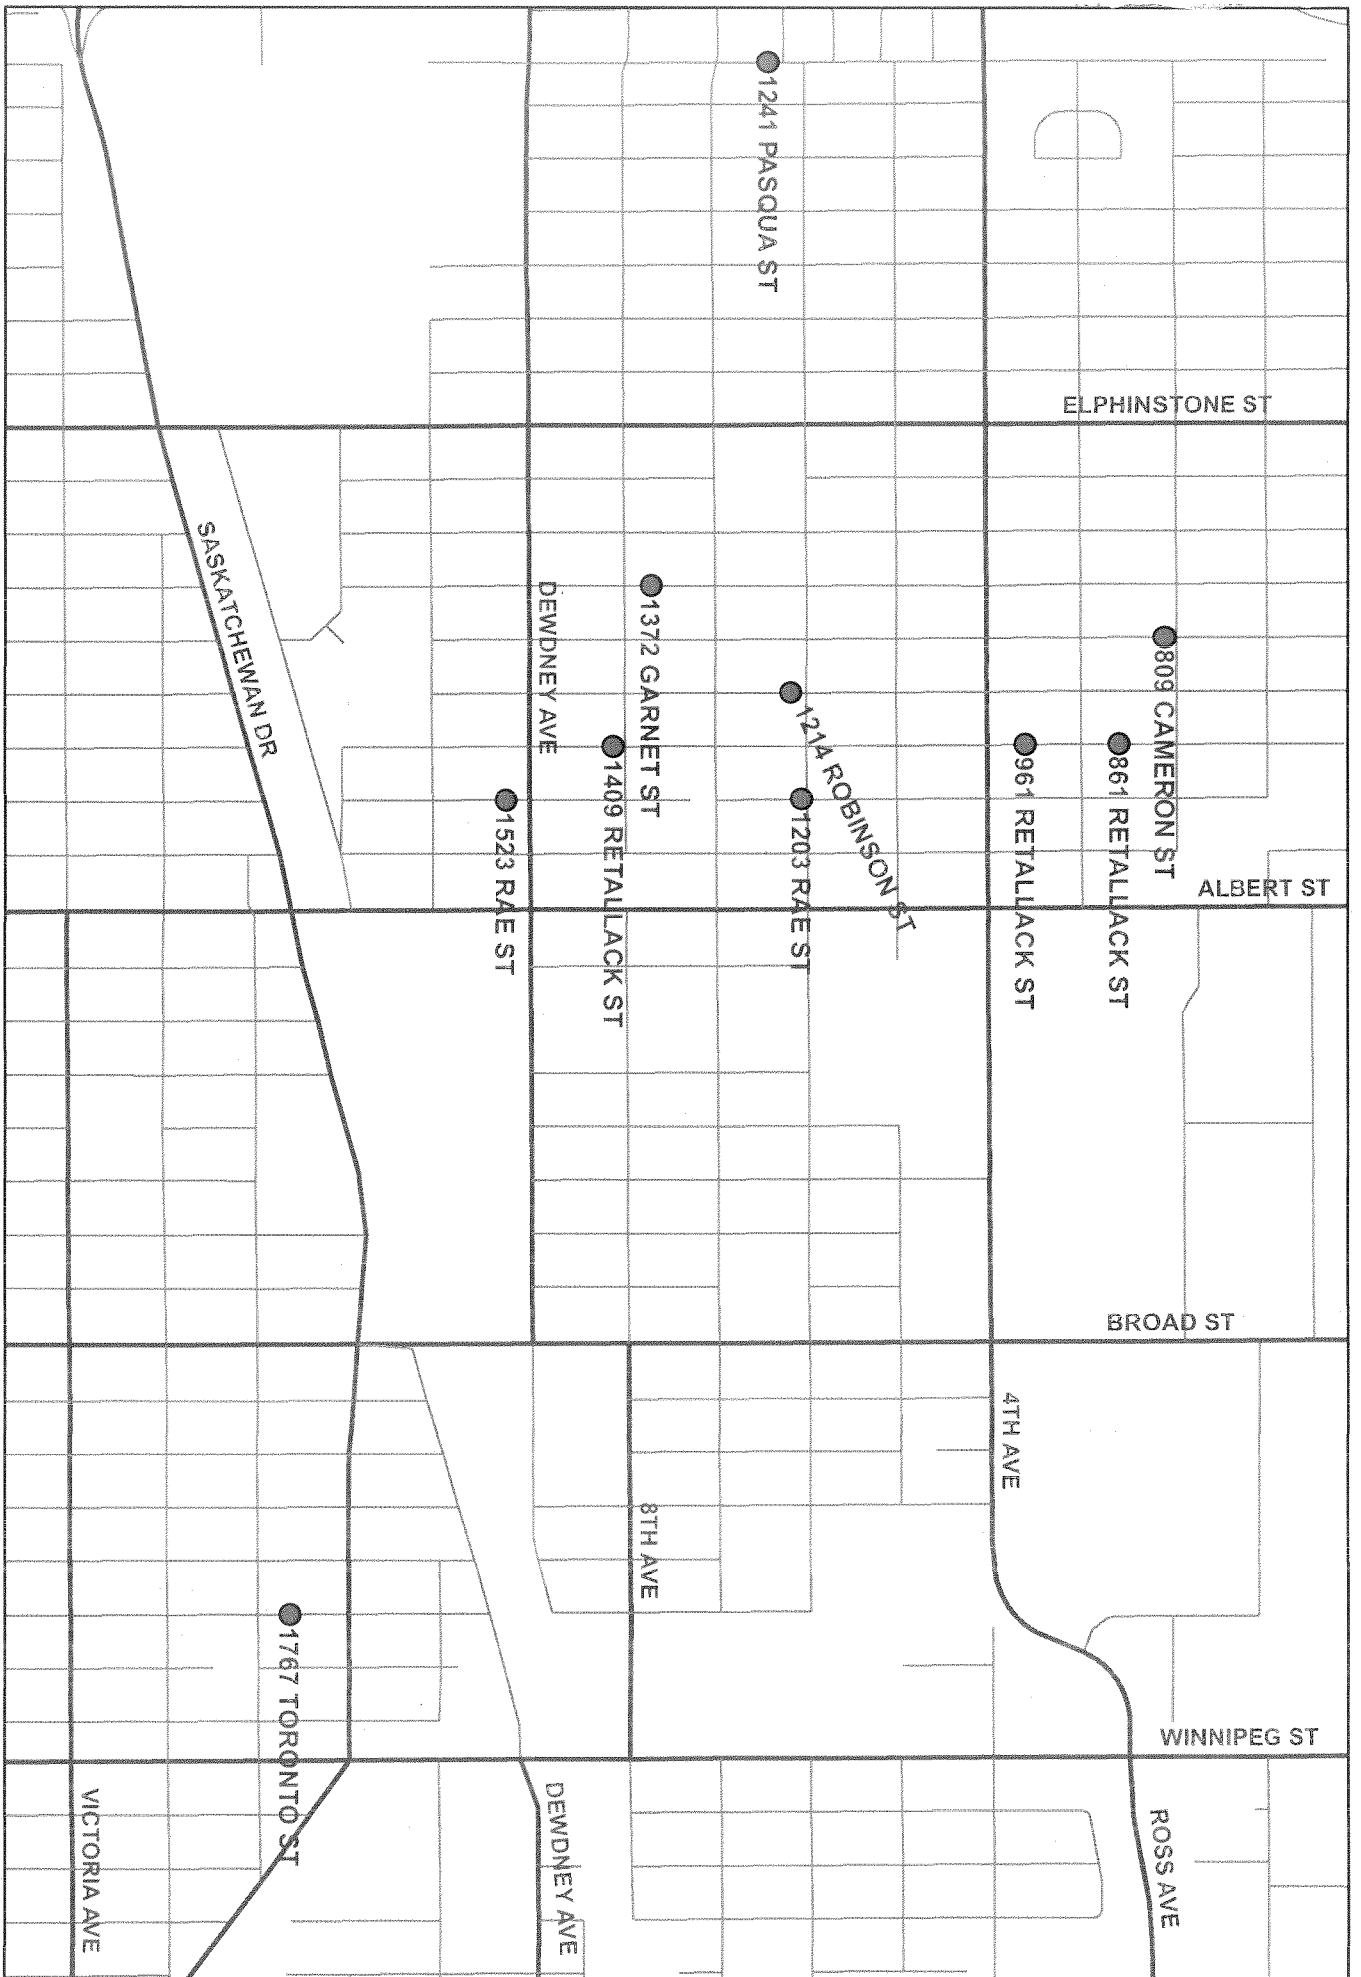 1241 PASQUA ST
ELPHINSTONE ST
SASKATCHEWAN DR
DEWDNEY AVE
1372 GARNET ST
809 CAMERON ST
1214 ROBINSON ST
961 RETALLACK ST
861 RETALLACK ST
1409 RETALLACK ST
1523 RAE ST
1203 RAE ST
ALBERT ST
BROAD ST
4TH AVE
8TH AVE
1767 TORONTO ST
WINNIPEG ST
VICTORIA AVE
DEWDNEY AVE
ROSS AVE